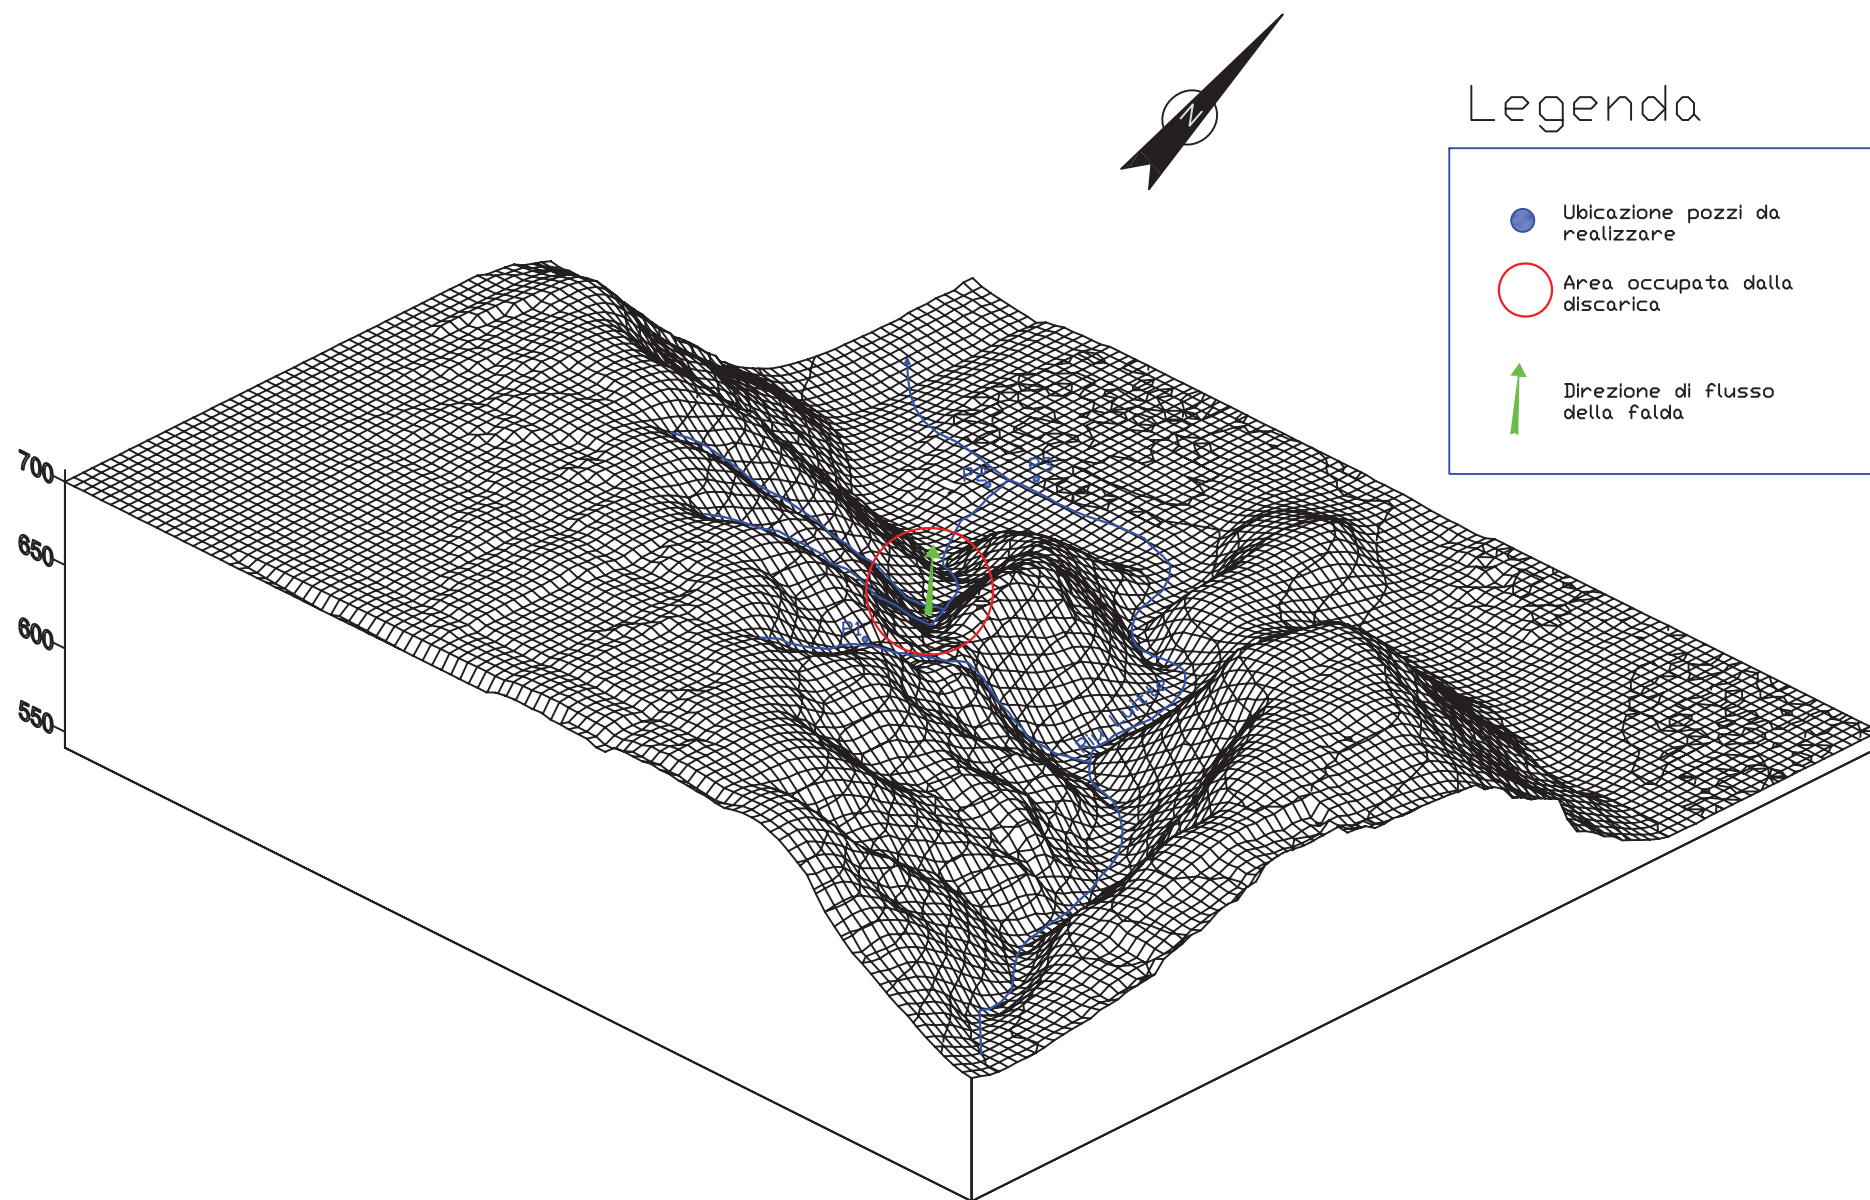 N
Legenda
Ubicazione pozzi da
realizzare
Area occupata dalla
discarica
Direzione di flusso
della falda
700
650
600
550
P2
P3
P1